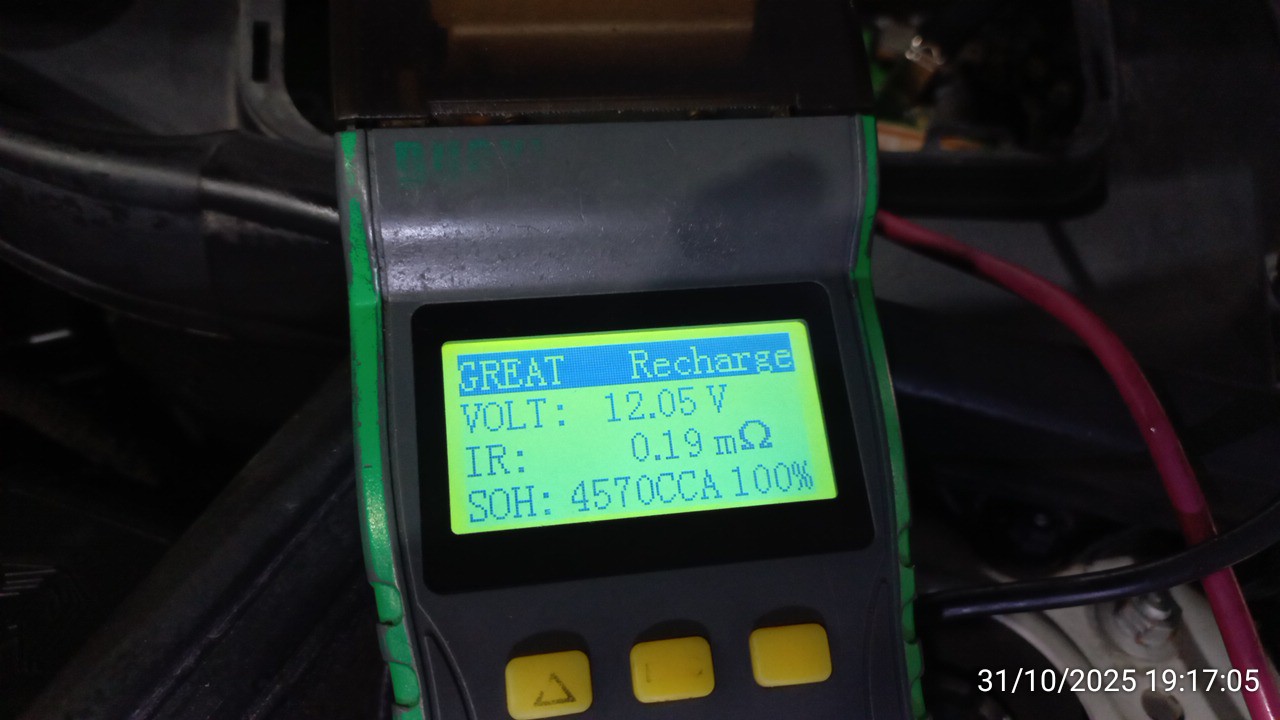 GREAT Recharge
VOLT: 12.05 V
IR: 0.19 mΩ
SOH: 4570CCA 100%
31/10/2025 19:17:05